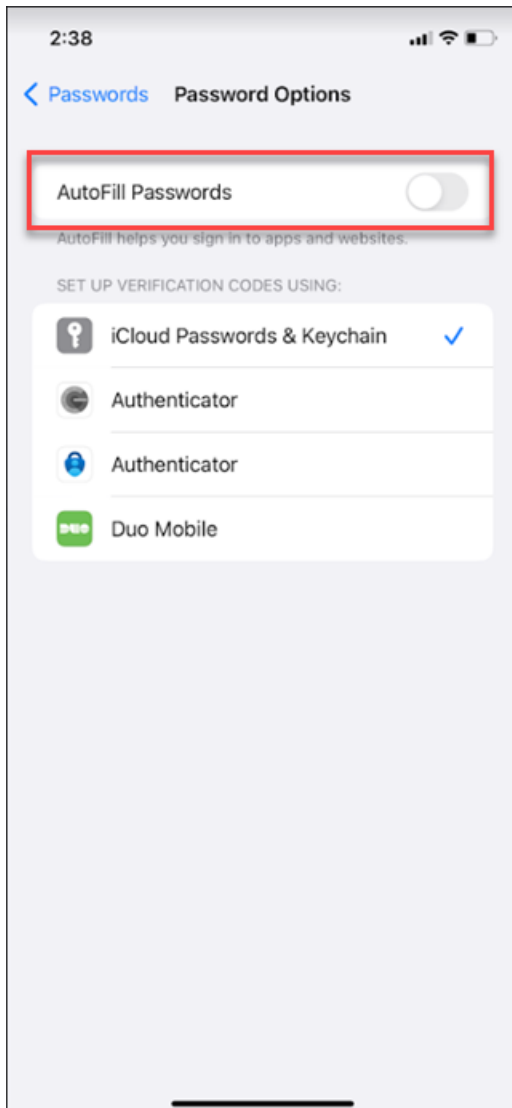 2:38
Passwords Password Options
AutoFill Passwords
AutoFill helps you sign in to apps and websites.
SET UP VERIFICATION CODES USING:
iCloud Passwords & Keychain
Authenticator
Authenticator
DUO Duo Mobile